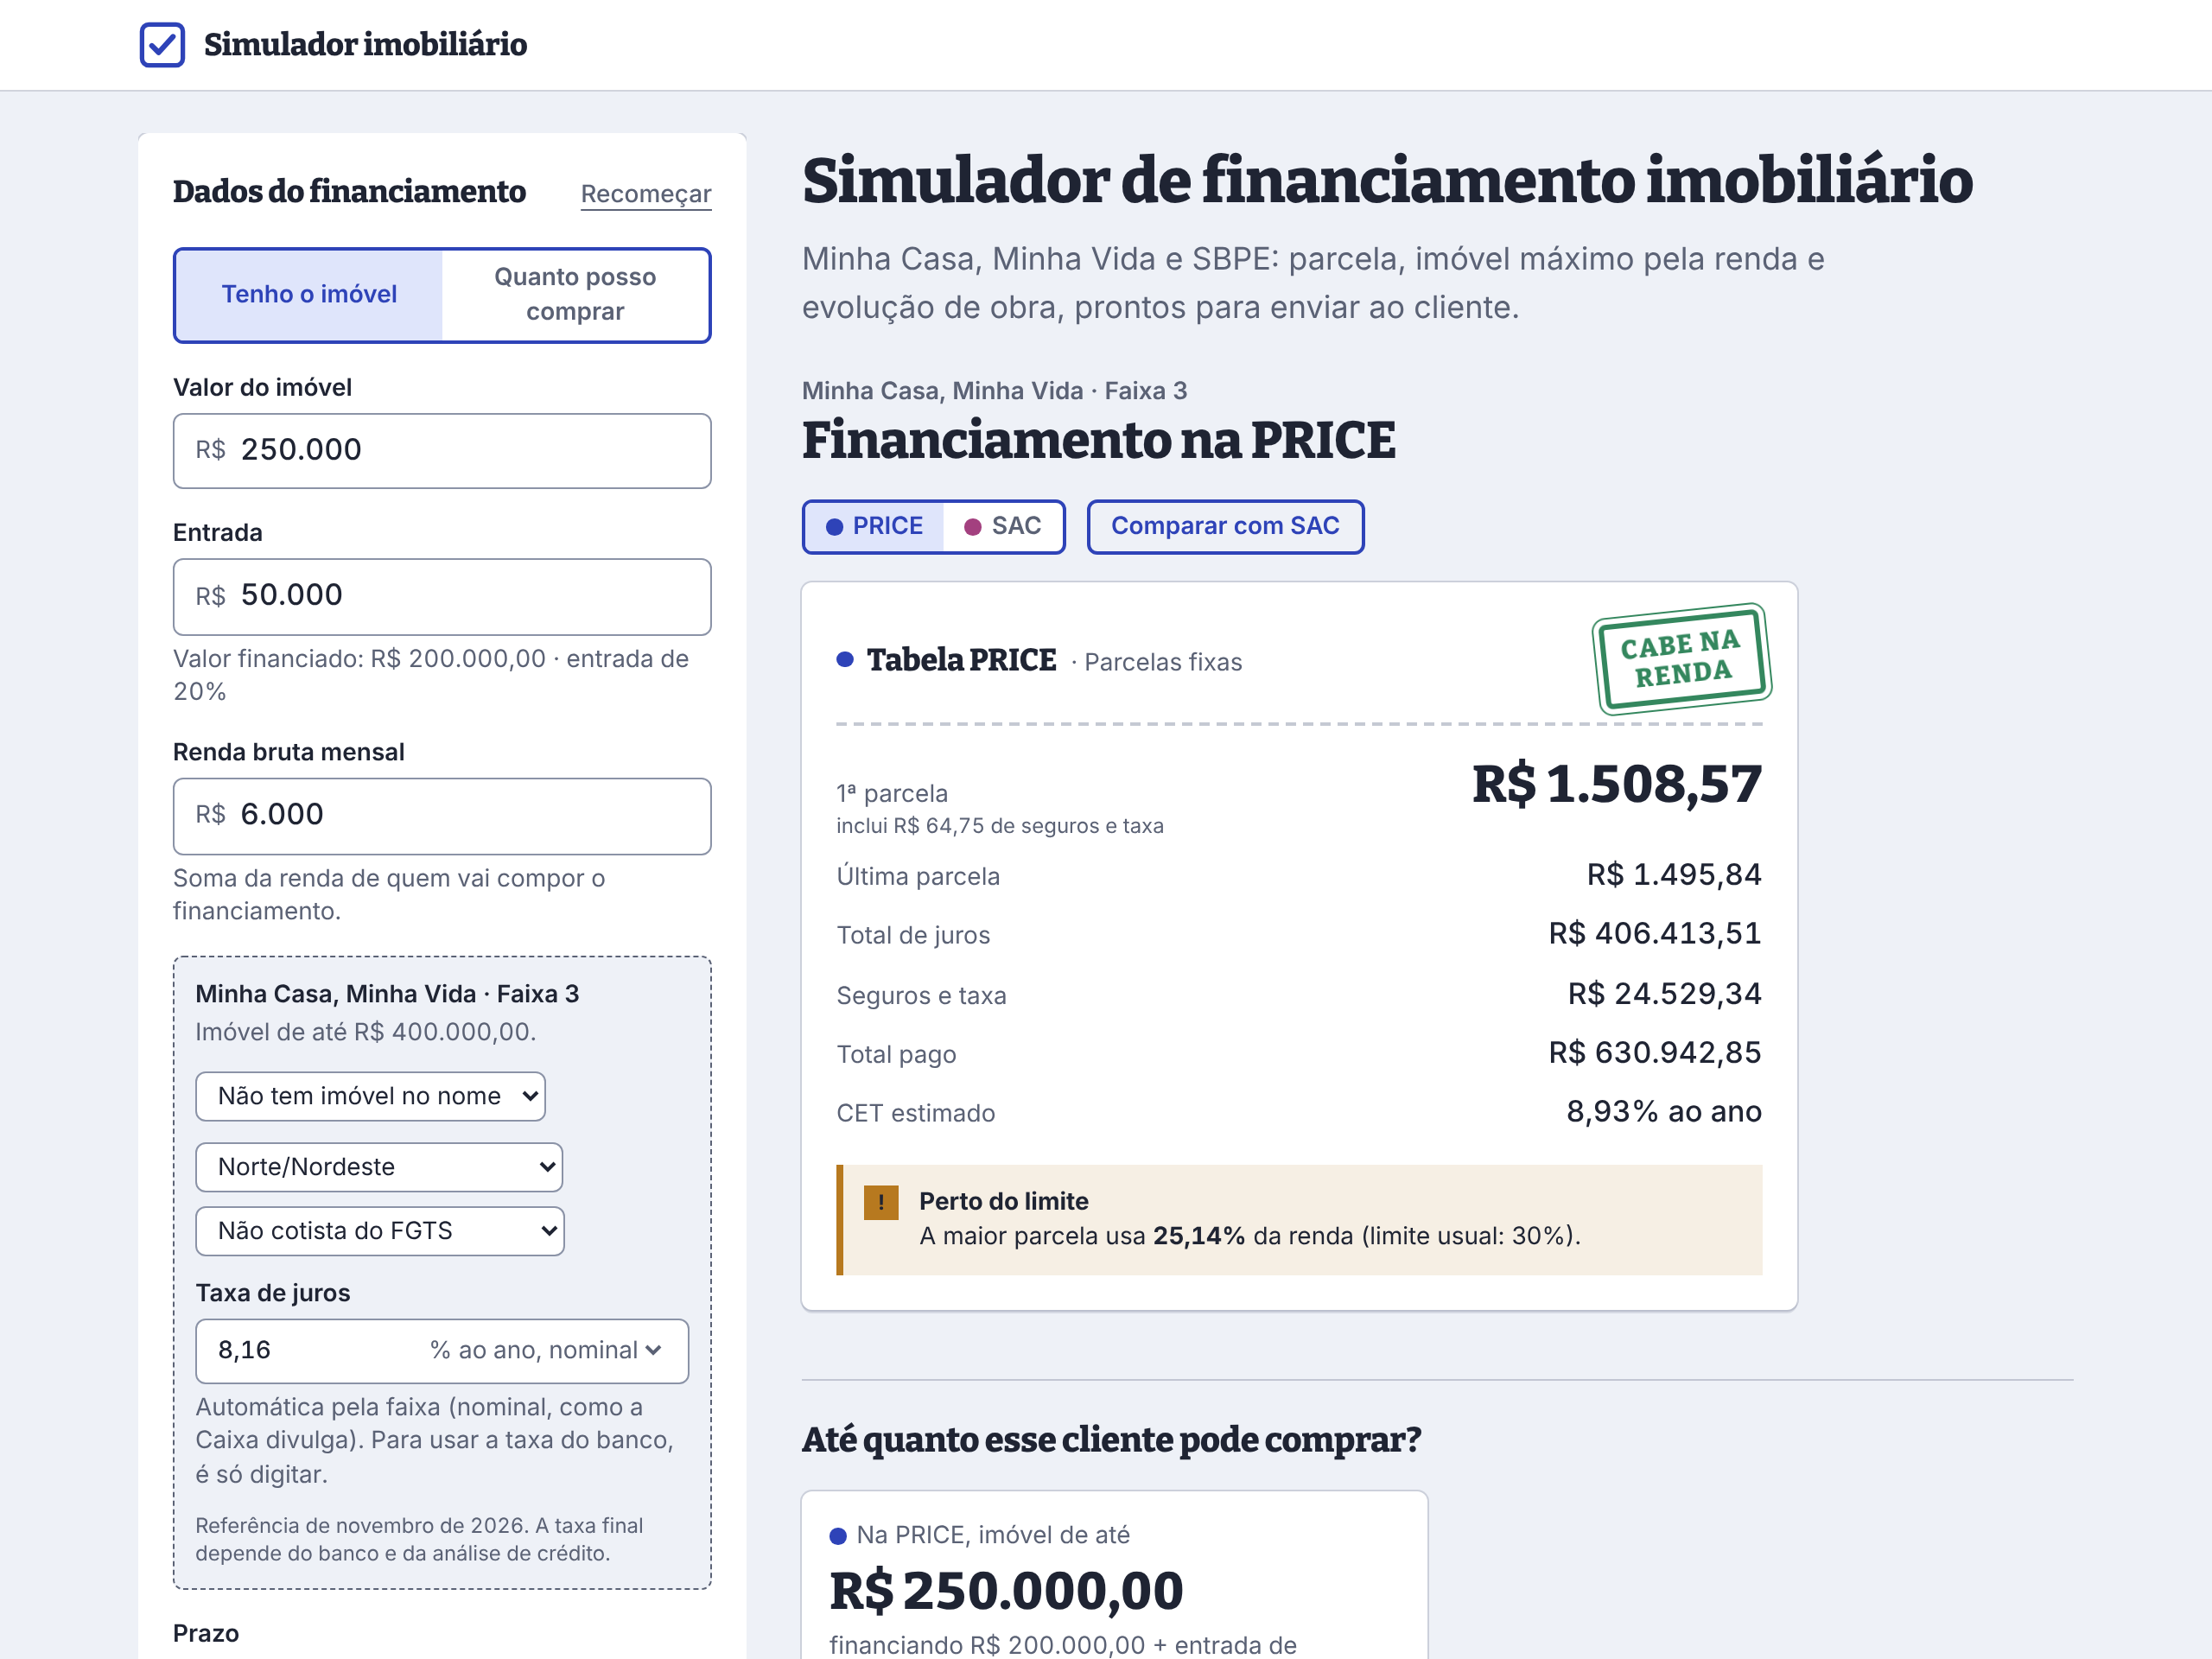 Simulador imobiliário
Dados do financiamento
Recomeçar
Tenho o imóvel
Quanto posso
comprar
Valor do imóvel
R$ 250.000
Entrada
R$ 50.000
Valor financiado: R$ 200.000,00 · entrada de
20%
Renda bruta mensal
R$ 6.000
Soma da renda de quem vai compor o
financiamento.
Minha Casa, Minha Vida · Faixa 3
Imóvel de até R$ 400.000,00.
Não tem imóvel no nome
Norte/Nordeste
Não cotista do FGTS
Taxa de juros
8,16 % ao ano, nominal
Automática pela faixa (nominal, como a
Caixa divulga). Para usar a taxa do banco,
é só digitar.
Referência de novembro de 2026. A taxa final
depende do banco e da análise de crédito.
Prazo
Simulador de financiamento imobiliário
Minha Casa, Minha Vida e SBPE: parcela, imóvel máximo pela renda e
evolução de obra, prontos para enviar ao cliente.
Minha Casa, Minha Vida · Faixa 3
Financiamento na PRICE
PRICE
SAC
Comparar com SAC
Tabela PRICE · Parcelas fixas
CABE NA
RENDA
1ª parcela
R$ 1.508,57
inclui R$ 64,75 de seguros e taxa
Última parcela
R$ 1.495,84
Total de juros
R$ 406.413,51
Seguros e taxa
R$ 24.529,34
Total pago
R$ 630.942,85
CET estimado
8,93% ao ano
! Perto do limite
A maior parcela usa 25,14% da renda (limite usual: 30%).
Até quanto esse cliente pode comprar?
Na PRICE, imóvel de até
R$ 250.000,00
financiando R$ 200.000,00 + entrada de